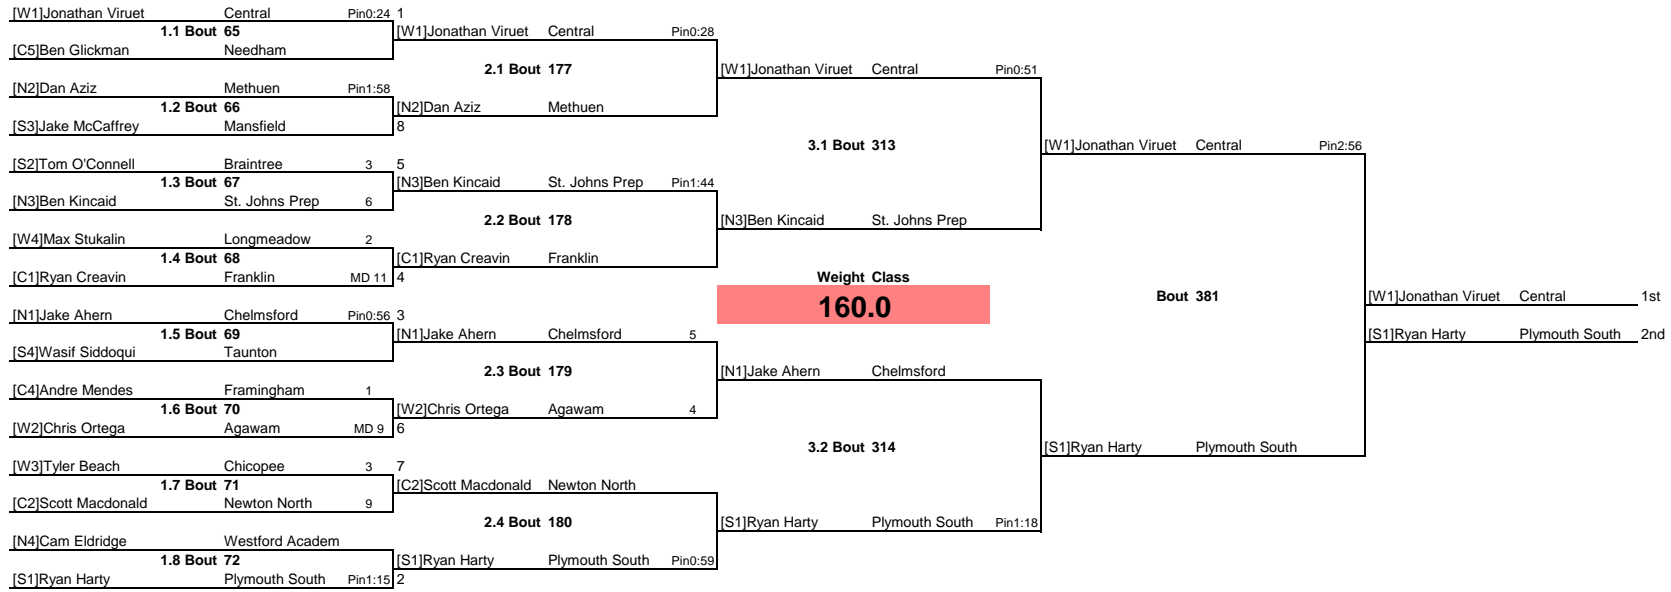 [W1]Jonathan Viruet Central Pin0:24 1
1.1 Bout 65
[C5]Ben Glickman Needham
[N2]Dan Aziz Methuen Pin1:58
1.2 Bout 66
[S3]Jake McCaffrey Mansfield 8
[S2]Tom O'Connell Braintree 3 5
1.3 Bout 67
[N3]Ben Kincaid St. Johns Prep 6
[W4]Max Stukalin Longmeadow 2
1.4 Bout 68
[C1]Ryan Creavin Franklin MD 11 4
[N1]Jake Ahern Chelmsford Pin0:56 3
1.5 Bout 69
[S4]Wasif Siddoqui Taunton
[C4]Andre Mendes Framingham 1
1.6 Bout 70
[W2]Chris Ortega Agawam MD 9 6
[W3]Tyler Beach Chicopee 3 7
1.7 Bout 71
[C2]Scott Macdonald Newton North 9
[N4]Cam Eldridge Westford Academ
1.8 Bout 72
[S1]Ryan Harty Plymouth South Pin1:15 2
[W1]Jonathan Viruet Central Pin0:28
2.1 Bout 177
[N2]Dan Aziz Methuen
[N3]Ben Kincaid St. Johns Prep Pin1:44
2.2 Bout 178
[C1]Ryan Creavin Franklin
[N1]Jake Ahern Chelmsford 5
2.3 Bout 179
[W2]Chris Ortega Agawam 4
[C2]Scott Macdonald Newton North
2.4 Bout 180
[S1]Ryan Harty Plymouth South Pin0:59
[W1]Jonathan Viruet Central Pin0:51
3.1 Bout 313
[N3]Ben Kincaid St. Johns Prep
Weight Class
160.0
[N1]Jake Ahern Chelmsford
3.2 Bout 314
[S1]Ryan Harty Plymouth South Pin1:18
[W1]Jonathan Viruet Central Pin2:56
Bout 381
[S1]Ryan Harty Plymouth South
[W1]Jonathan Viruet Central 1st
[S1]Ryan Harty Plymouth South 2nd